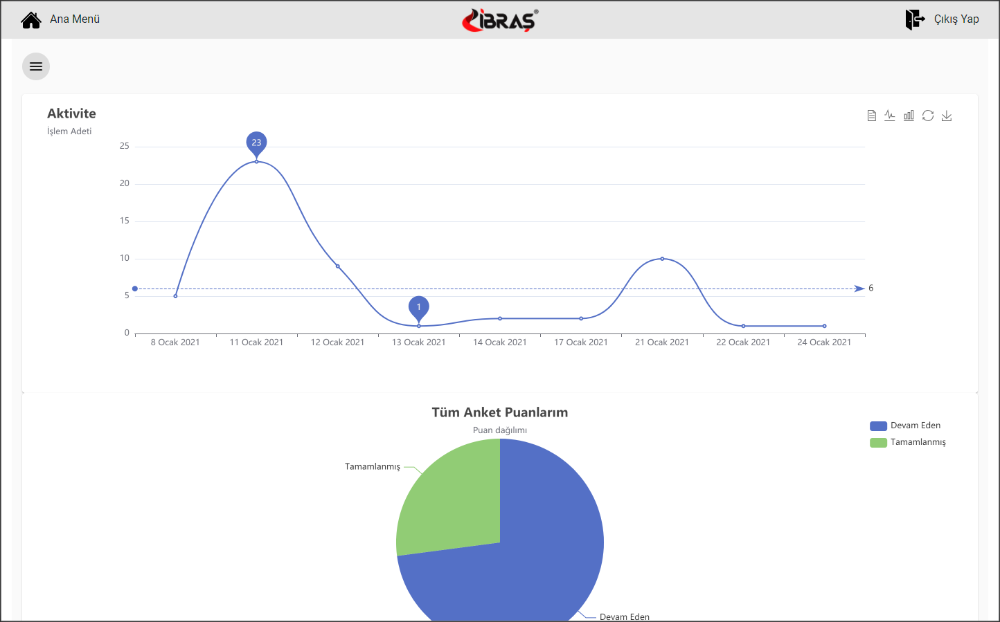 Ana Menü
İBRAŞ®
Çıkış Yap
Aktivite
İşlem Adeti
25
20
15
10
5
0
23
1
6
8 Ocak 2021
11 Ocak 2021
12 Ocak 2021
13 Ocak 2021
14 Ocak 2021
17 Ocak 2021
21 Ocak 2021
22 Ocak 2021
24 Ocak 2021
Tüm Anket Puanlarım
Puan dağılımı
Devam Eden
Tamamlanmış
Tamamlanmış
Devam Eden